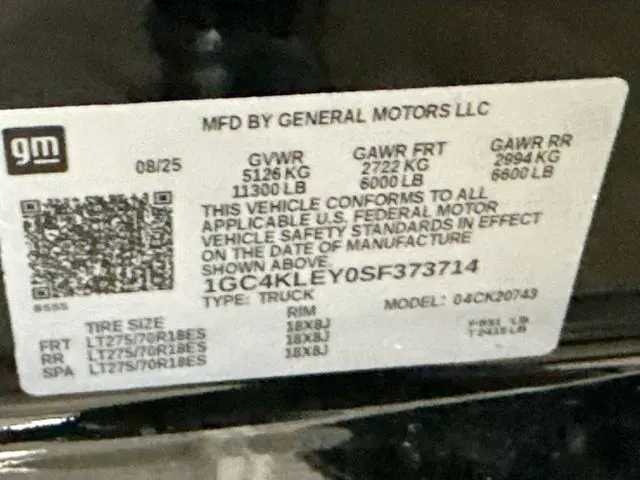 MFD BY GENERAL MOTORS LLC
gm
08/25
GVWR GAWR FRT GAWR RR
5126 KG 2722 KG 2994 KG
11300 LB 6000 LB 6600 LB
THIS VEHICLE CONFORMS TO ALL
APPLICABLE U.S. FEDERAL MOTOR
VEHICLE SAFETY STANDARDS IN EFFECT
ON THE DATE OF MANUFACTURE
SHOWN ABOVE.
1GC4KLEY0SF373714
TYPE: TRUCK MODEL: 04CK20743
TIRE SIZE RIM
FRT LT275/70R18ES 18X8J
RR LT275/70R18ES 18X8J
SPA LT275/70R18ES 18X8J